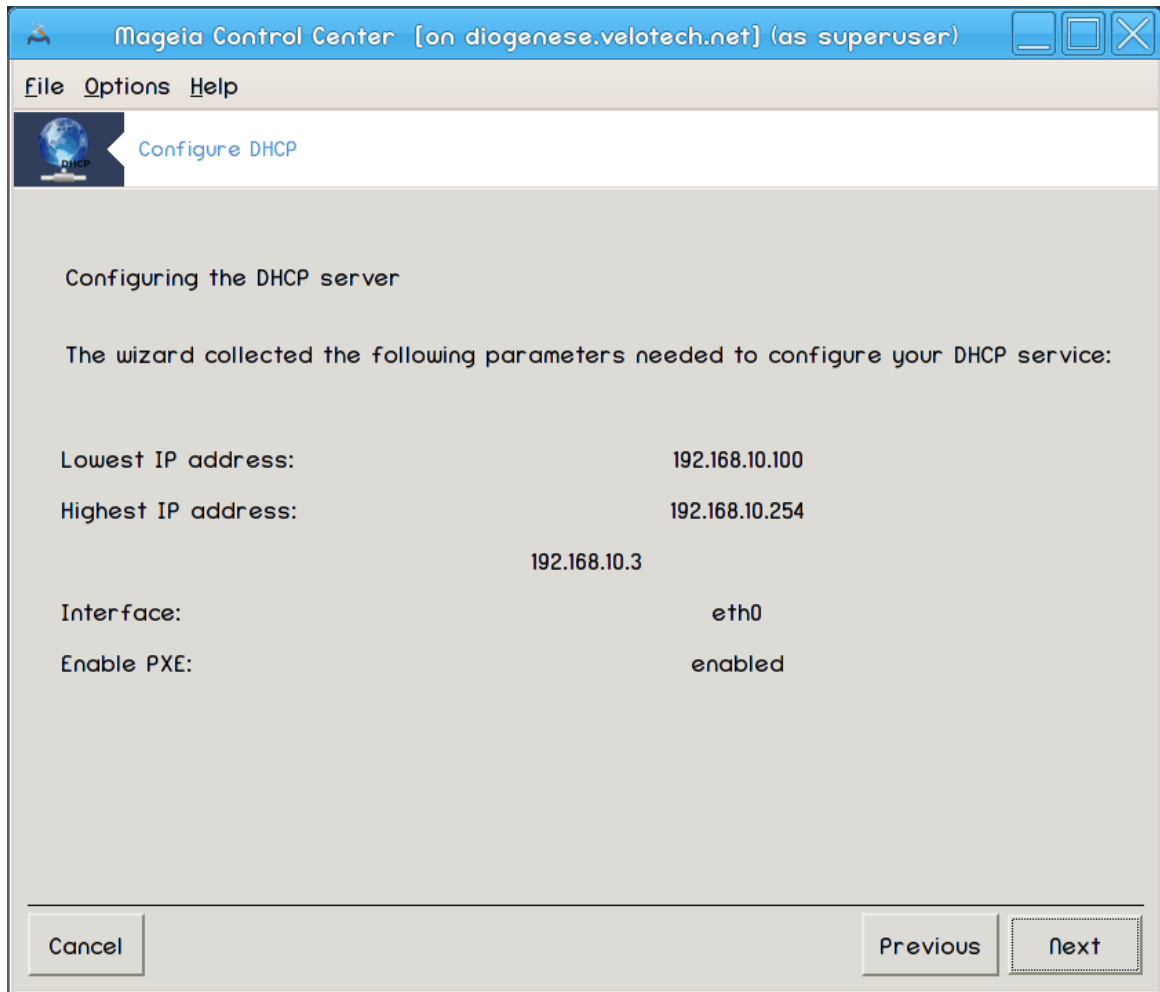 Mageia Control Center [on diogenese.velotech.net] (as superuser)
File Options Help
DHCP
Configure DHCP
Configuring the DHCP server
The wizard collected the following parameters needed to configure your DHCP service:
Lowest IP address: 192.168.10.100
Highest IP address: 192.168.10.254
192.168.10.3
Interface: eth0
Enable PXE: enabled
Cancel Previous Next